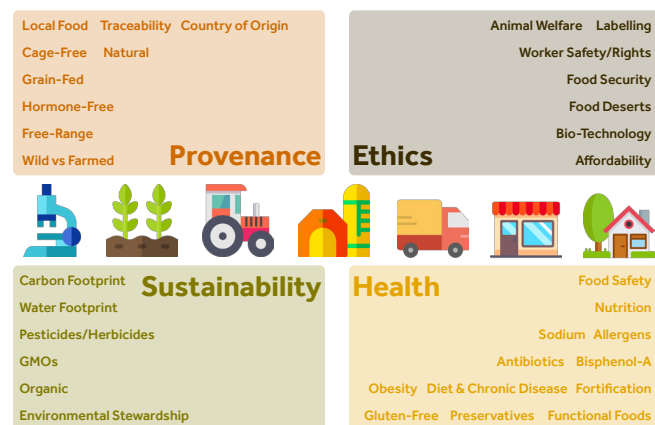 Local Food Traceability Country of Origin
Cage-Free Natural
Grain-Fed
Hormone-Free
Free-Range
Wild vs Farmed
Provenance
Animal Welfare Labelling
Worker Safety/Rights
Food Security
Food Deserts
Bio-Technology
Affordability
Ethics
Carbon Footprint
Sustainability
Water Footprint
Pesticides/Herbicides
GMOs
Organic
Environmental Stewardship
Health
Food Safety
Nutrition
Sodium Allergens
Antibiotics Bisphenol-A
Obesity Diet & Chronic Disease Fortification
Gluten-Free Preservatives Functional Foods